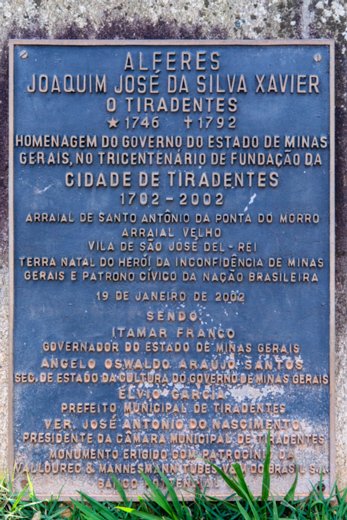 ALFERES
JOAQUIM JOSÉ DA SILVA XAVIER
O TIRADENTES
★ 1746 ✝ 1792
HOMENAGEM DO GOVERNO DO ESTADO DE MINAS
GERAIS, NO TRICENTENÁRIO DE FUNDAÇÃO DA
CIDADE DE TIRADENTES
1702 - 2002
ARRAIAL DE SANTO ANTÔNIO DA PONTA DO MORRO
ARRAIAL VELHO
VILA DE SÃO JOSÉ DEL - REI
TERRA NATAL DO HERÓI DA INCONFIDÊNCIA DE MINAS
GERAIS E PATRONO CÍVICO DA NAÇÃO BRASILEIRA
19 DE JANEIRO DE 2002
SENDO
ITAMAR FRANCO
GOVERNADOR DO ESTADO DE MINAS GERAIS
ANGELO OSWALDO ARAÚJO SANTOS
SEC. DE ESTADO DA CULTURA DO GOVERNO DE MINAS GERAIS
ELVIO GARCIA
PREFEITO MUNICIPAL DE TIRADENTES
VER. JOSÉ ANTONIO DO NASCIMENTO
PRESIDENTE DA CÂMARA MUNICIPAL DE TIRADENTES
MONUMENTO ERIGIDO COM PATROCÍNIO DA
VALLOUREC & MANNESMANN TUBES V&M DO BRASIL S.A.